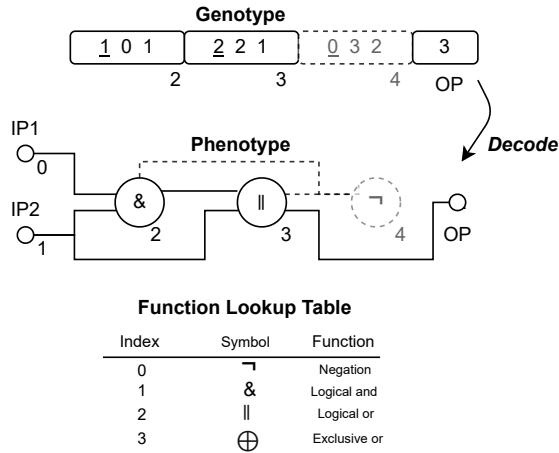 Genotype
1 0 1 2 2 1 0 3 2 3
2 3 4 OP
IP1
Phenotype
Decode
0
& || ¬
IP2
2 3 4 OP
1
Function Lookup Table
Index Symbol Function
0 ¬ Negation
1 & Logical and
2 || Logical or
3 ⊕ Exclusive or